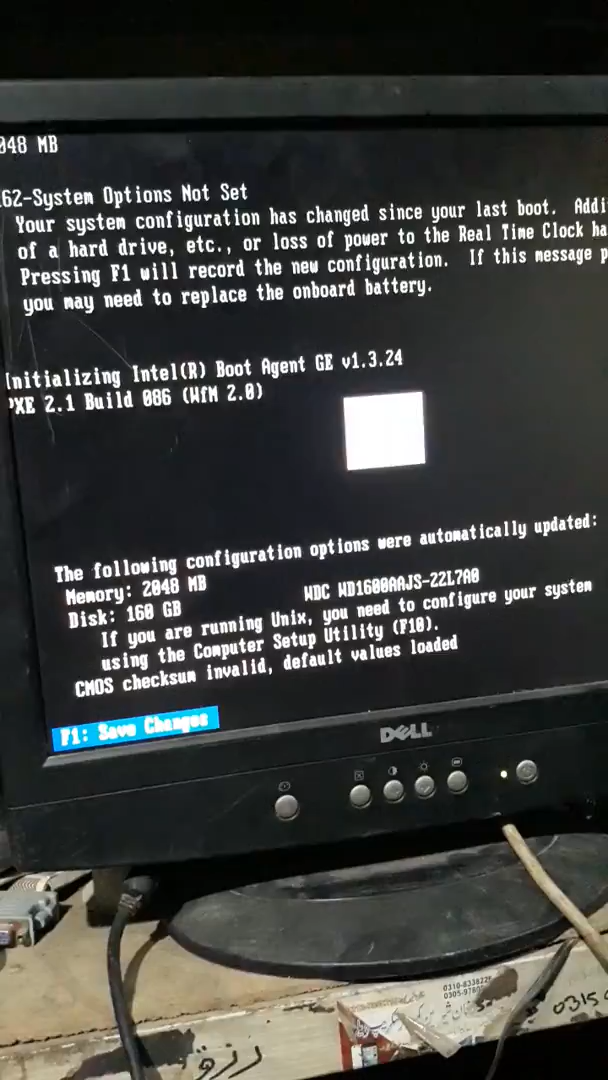 048 MB
62-System Options Not Set
Your system configuration has changed since your last boot. Addi
of a hard drive, etc., or loss of power to the Real Time Clock ha
Pressing F1 will record the new configuration. If this message p
you may need to replace the onboard battery.
Initializing Intel(R) Boot Agent GE v1.3.24
PXE 2.1 Build 086 (WfM 2.0)
The following configuration options were automatically updated:
Memory: 2048 MB
Disk: 160 GB WDC WD1600AAJS-22L7A0
If you are running Unix, you need to configure your system
using the Computer Setup Utility (F10).
CMOS checksum invalid, default values loaded
F1: Save Changes
DELL
0315